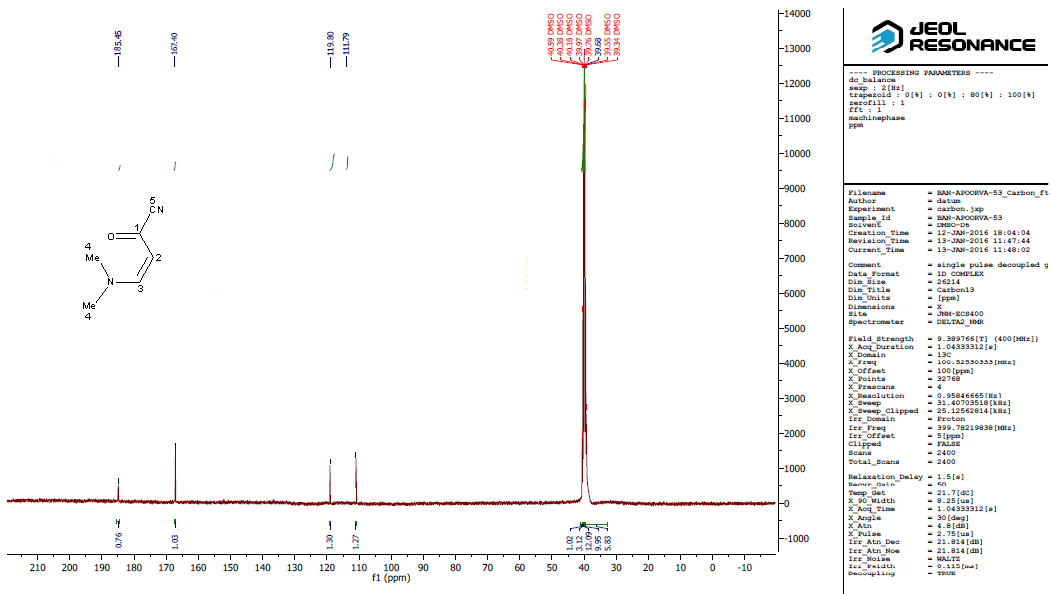 185.45
167.40
119.80
111.79
40.59 DMSO
40.38 DMSO
40.18 DMSO
39.97 DMSO
39.76 DMSO
39.68
39.55 DMSO
39.34 DMSO
14000
13000
12000
11000
10000
9000
8000
7000
6000
5000
4000
3000
2000
1000
0
-1000
5
CN
1
O
4
Me
2
N
3
Me
4
0.76
1.03
1.30
1.27
1.02
3.12
12.09
9.95
5.83
210 200 190 180 170 160 150 140 130 120 110 100 90 80 70 60 50 40 30 20 10 0 -10
f1 (ppm)
JEOL
RESONANCE
---- PROCESSING PARAMETERS ----
dc_balance
sexp : 2[Hz]
trapezoid : 0[%] : 0[%] : 80[%] : 100[%]
zerofill : 1
fft : 1
machinephase
ppm
Filename = BAN-APOORVA-53_Carbon_ft
Author = datum
Experiment = carbon.jxp
Sample_Id = BAN-APOORVA-53
Solvent = DMSO-D6
Creation_Time = 12-JAN-2016 18:04:04
Revision_Time = 13-JAN-2016 11:47:44
Current_Time = 13-JAN-2016 11:48:02
Comment = single pulse decoupled g
Data_Format = 1D COMPLEX
Dim_Size = 26214
Dim_Title = Carbon13
Dim_Units = [ppm]
Dimensions = X
Site = JNM-ECS400
Spectrometer = DELTA2_NMR
Field_Strength = 9.389766[T] (400[MHz])
X_Acq_Duration = 1.04333312[s]
X_Domain = 13C
X_Freq = 100.52530333[MHz]
X_Offset = 100[ppm]
X_Points = 32768
X_Prescans = 4
X_Resolution = 0.95846665[Hz]
X_Sweep = 31.40703518[kHz]
X_Sweep_Clipped = 25.12562814[kHz]
Irr_Domain = Proton
Irr_Freq = 399.78219838[MHz]
Irr_Offset = 5[ppm]
Clipped = FALSE
Scans = 2400
Total_Scans = 2400
Relaxation_Delay = 1.5[s]
Recvr_Gain = 50
Temp_Get = 21.7[dC]
X_90_Width = 8.25[us]
X_Acq_Time = 1.04333312[s]
X_Angle = 30[deg]
X_Atn = 4.8[dB]
X_Pulse = 2.75[us]
Irr_Atn_Dec = 21.814[dB]
Irr_Atn_Noe = 21.814[dB]
Irr_Noise = WALTZ
Irr_Pwidth = 0.115[ms]
Decoupling = TRUE